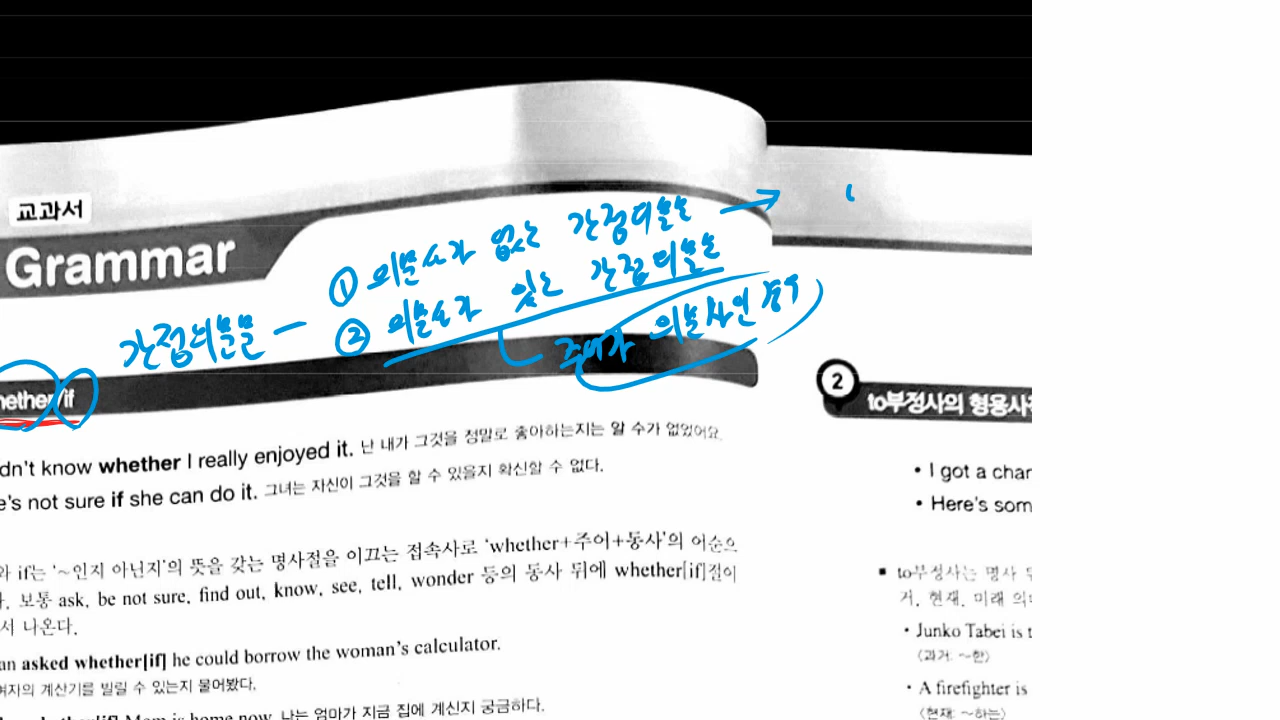 교과서
Grammar
① 의문사가 없는 간접의문문 →
② 의문사가 있는 간접의문문
간접의문문 —
주어가 의문사인 경우
whether/if
dn't know whether I really enjoyed it. 난 내가 그것을 정말로 좋아하는지는 알 수가 없었어요.
e's not sure if she can do it. 그녀는 자신이 그것을 할 수 있을지 확신할 수 없다.
와 if는 '~인지 아닌지'의 뜻을 갖는 명사절을 이끄는 접속사로 'whether+주어+동사'의 어순으
보통 ask, be not sure, find out, know, see, tell, wonder 등의 동사 뒤에 whether[if]절이
서 나온다.
an asked whether[if] he could borrow the woman's calculator.
여자의 계산기를 빌릴 수 있는지 물어봤다.
whether[if] Mom is home now. 나는 엄마가 지금 집에 계신지 궁금하다.
2 to부정사의 형용사
• I got a char
• Here's som
■ to부정사는 명사 뒤
거, 현재, 미래 의
• Junko Tabei is t
(과거: ~한)
• A firefighter is
(현재: ~하는)